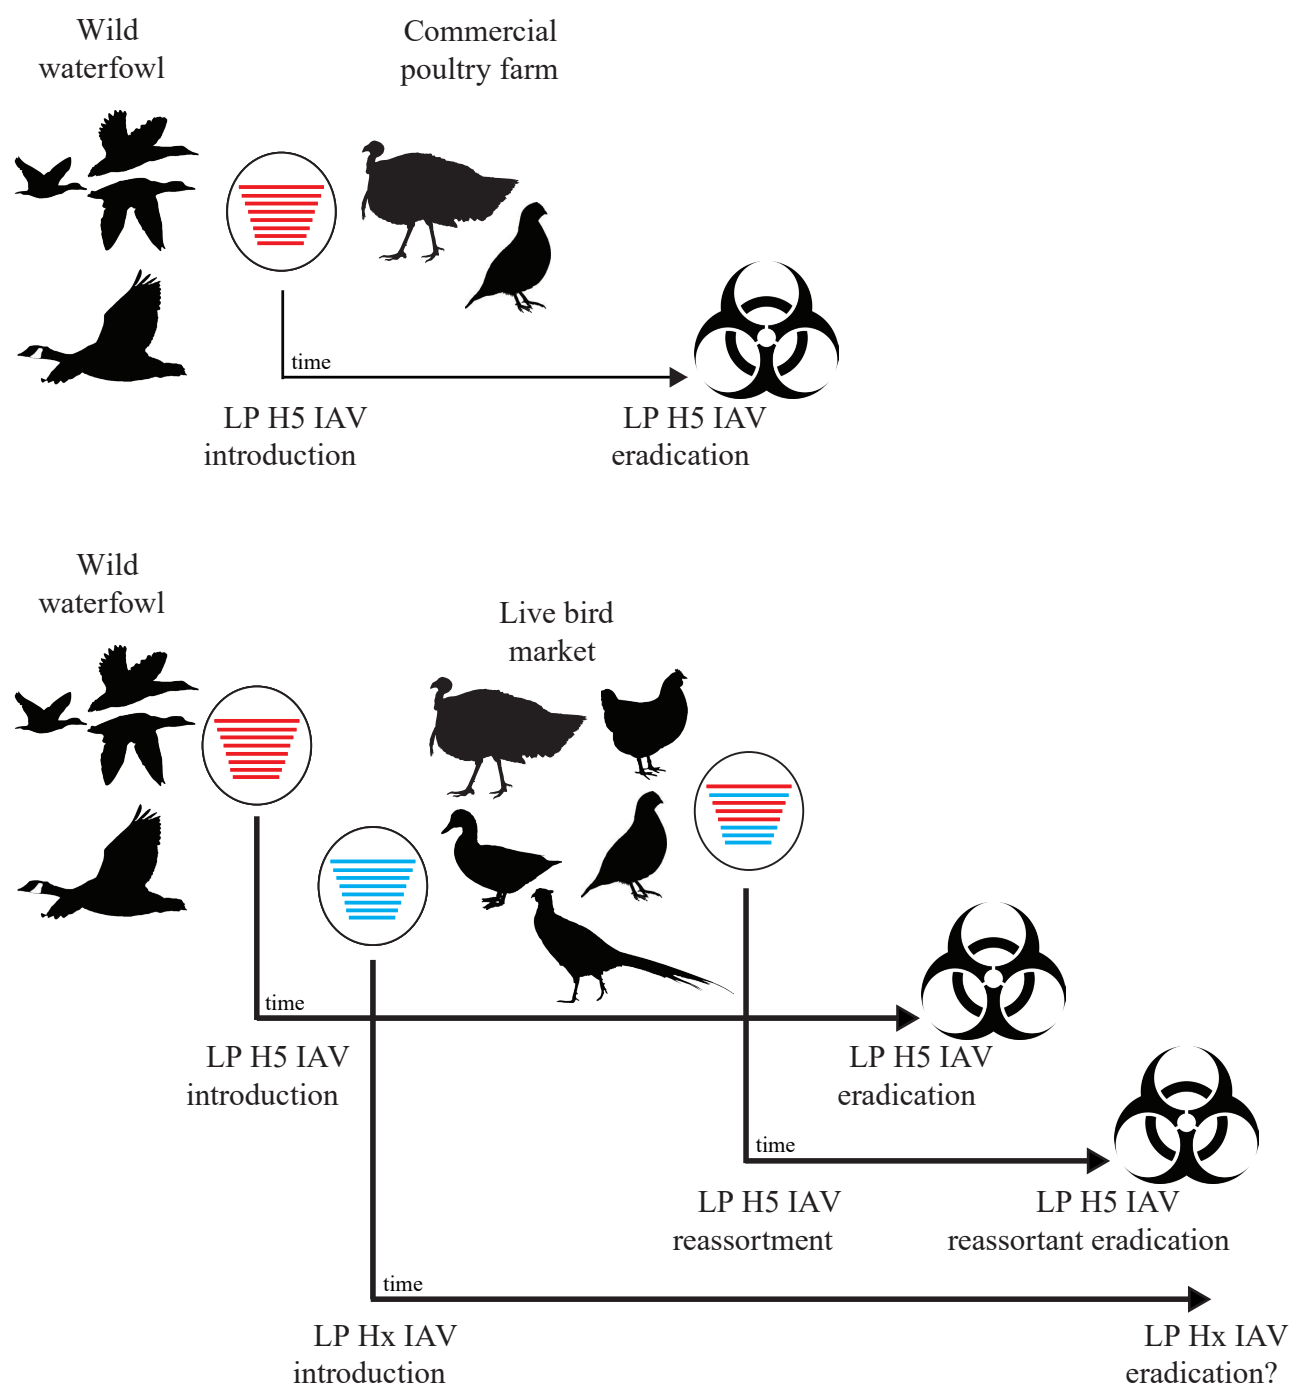 Wild
waterfowl
Commercial
poultry farm
time
LP H5 IAV
introduction
LP H5 IAV
eradication
Wild
waterfowl
Live bird
market
time
LP H5 IAV
introduction
LP H5 IAV
eradication
time
LP H5 IAV
reassortment
LP H5 IAV
reassortant eradication
time
LP Hx IAV
introduction
LP Hx IAV
eradication?